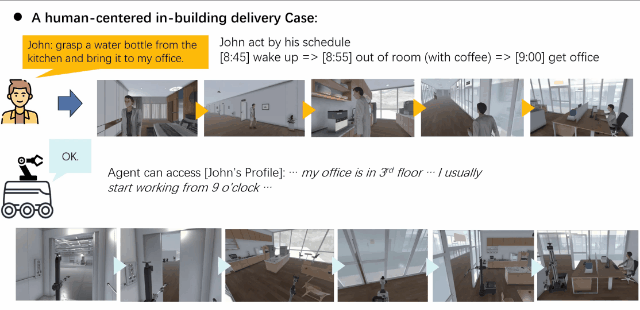 ● A human-centered in-building delivery Case:
John: grasp a water bottle from the
kitchen and bring it to my office.
John act by his schedule
[8:45] wake up => [8:55] out of room (with coffee) => [9:00] get office
OK.
Agent can access [John's Profile]: ··· my office is in 3rd floor ··· I usually
start working from 9 o'clock ···